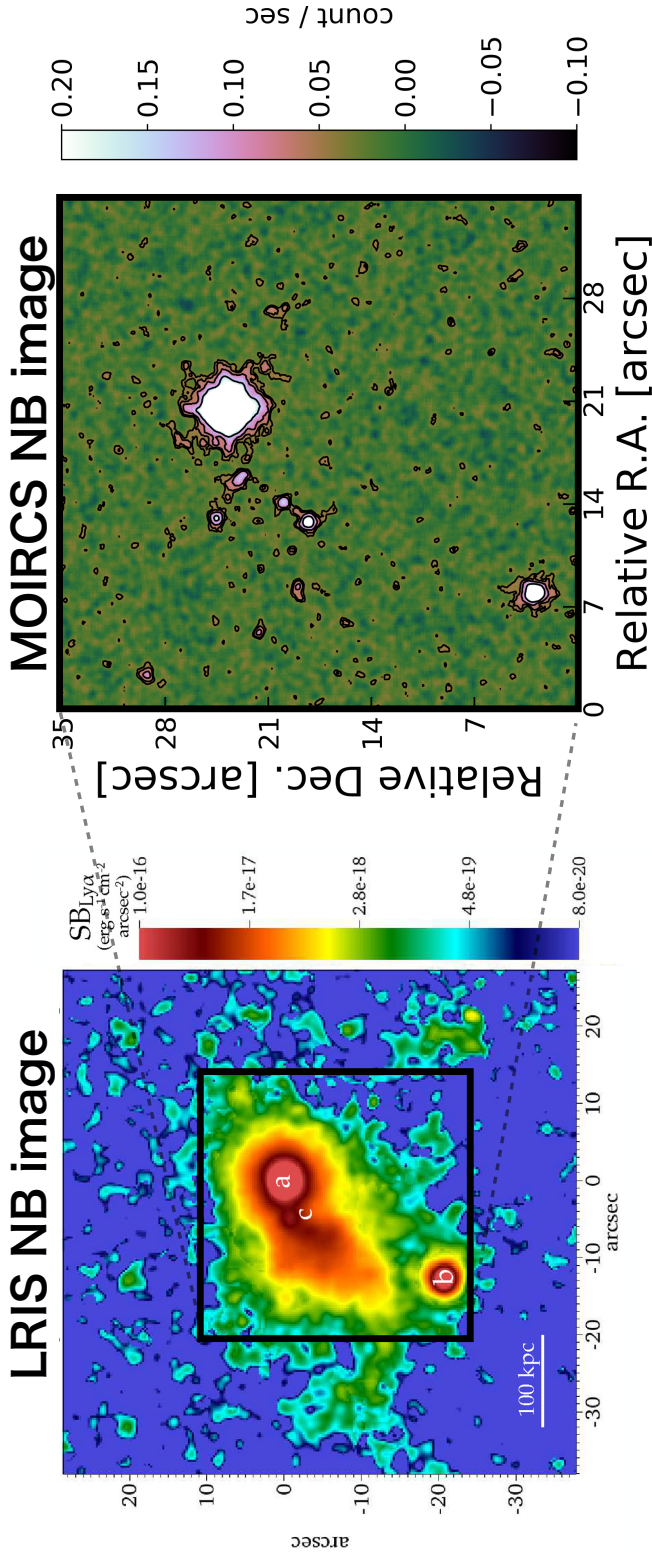 LRIS NB image
SB_Lyα
(erg s⁻¹ cm⁻²
arcsec⁻²)
1.0e-16
1.7e-17
2.8e-18
4.8e-19
8.0e-20
20
10
0
-10
-20
-30
arcsec
a
c
b
100 kpc
-30
-20
-10
0
10
20
arcsec
MOIRCS NB image
35
28
21
14
7
Relative Dec. [arcsec]
0
7
14
21
28
Relative R.A. [arcsec]
0.20
0.15
0.10
0.05
0.00
−0.05
−0.10
count / sec